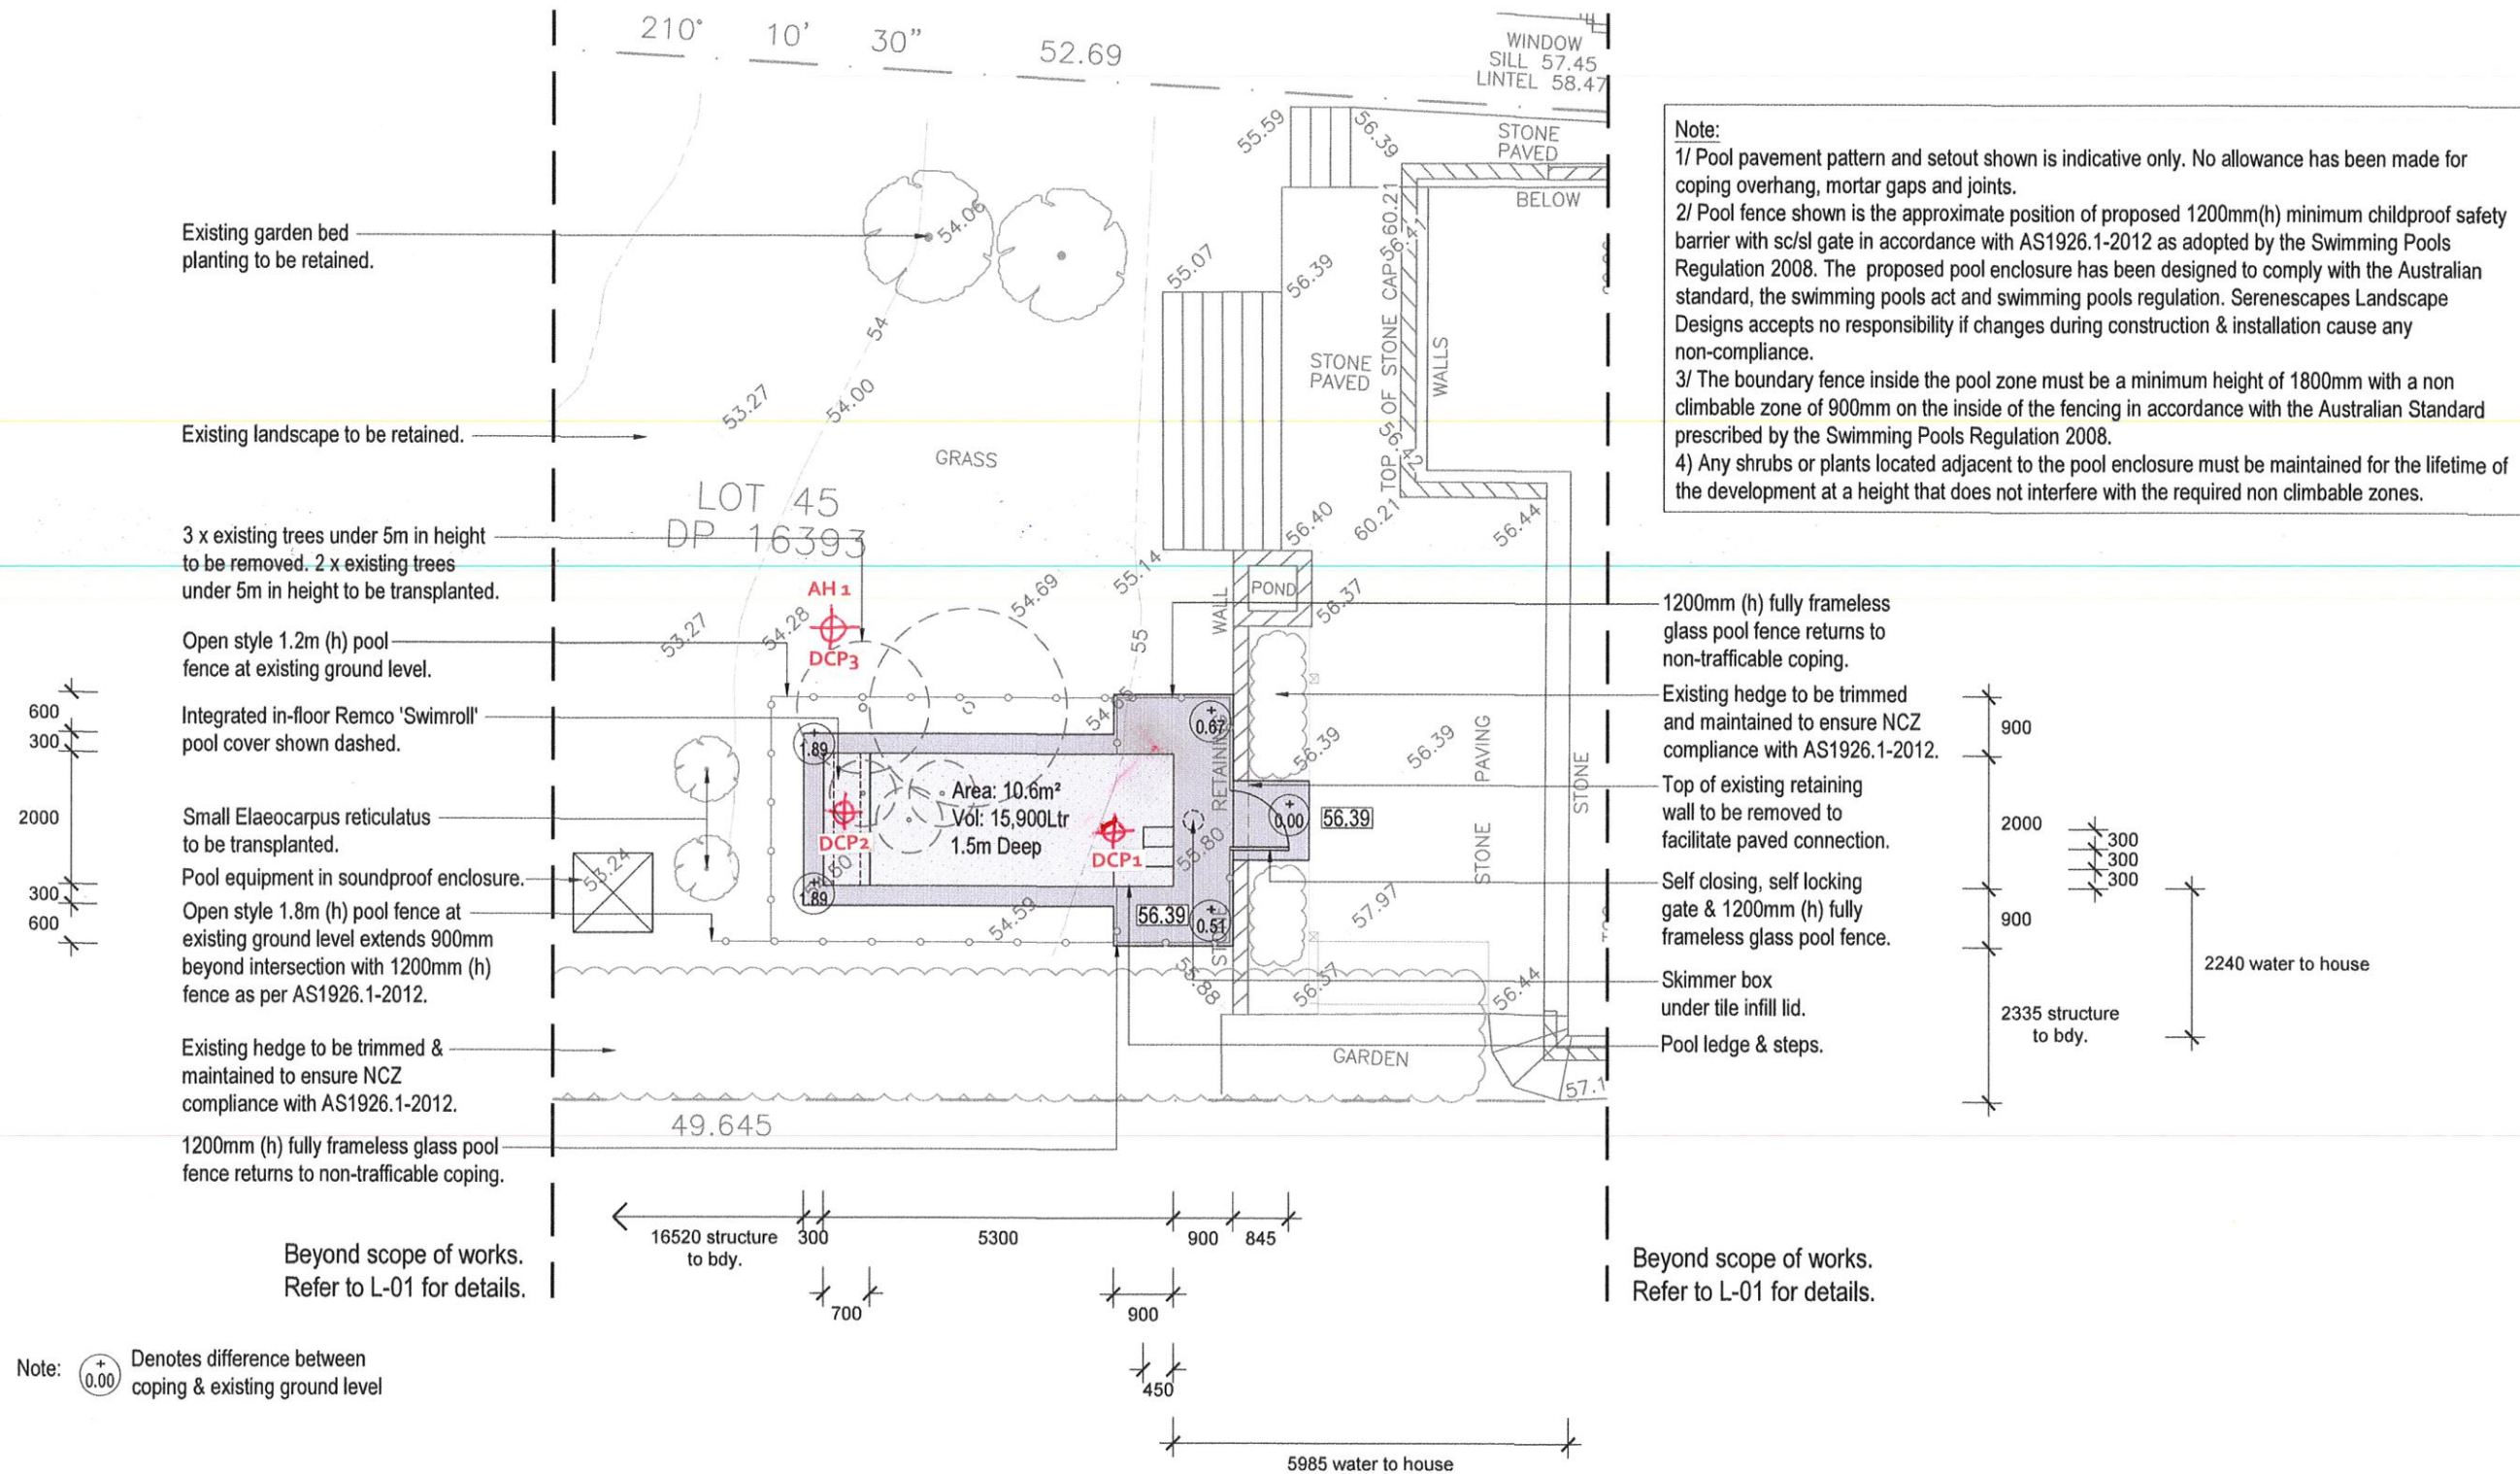 210° 10' 30" 52.69
WINDOW
SILL 57.45
LINTEL 58.47
55.59
56.39
STONE
PAVED
BELOW
Note:
1/ Pool pavement pattern and setout shown is indicative only. No allowance has been made for
coping overhang, mortar gaps and joints.
2/ Pool fence shown is the approximate position of proposed 1200mm(h) minimum childproof safety
barrier with sc/sl gate in accordance with AS1926.1-2012 as adopted by the Swimming Pools
Regulation 2008. The proposed pool enclosure has been designed to comply with the Australian
standard, the swimming pools act and swimming pools regulation. Serenescapes Landscape
Designs accepts no responsibility if changes during construction & installation cause any
non-compliance.
3/ The boundary fence inside the pool zone must be a minimum height of 1800mm with a non
climbable zone of 900mm on the inside of the fencing in accordance with the Australian Standard
prescribed by the Swimming Pools Regulation 2008.
4) Any shrubs or plants located adjacent to the pool enclosure must be maintained for the lifetime of
the development at a height that does not interfere with the required non climbable zones.
Existing garden bed
planting to be retained.
54.06
55.07
56.39
TOP OF STONE CAP 60.21
56.41
WALLS
54
STONE
PAVED
53.27
54.00
Existing landscape to be retained.
GRASS
56.42
LOT 45
DP 16393
56.40
60.21
56.44
3 x existing trees under 5m in height
to be removed. 2 x existing trees
under 5m in height to be transplanted.
AH 1
DCP3
54.69
55.14
WALL
POND
56.37
53.27
54.28
55
Open style 1.2m (h) pool
fence at existing ground level.
1200mm (h) fully frameless
glass pool fence returns to
non-trafficable coping.
600
300
2000
300
600
Integrated in-floor Remco 'Swimroll'
pool cover shown dashed.
Existing hedge to be trimmed
and maintained to ensure NCZ
compliance with AS1926.1-2012.
+
1.89
+
0.67
RETAINING
56.39
56.39
STONE PAVING
STONE
Area: 10.6m²
Vol: 15,900Ltr
1.5m Deep
DCP2
DCP1
+
0.00
56.39
55.80
Top of existing retaining
wall to be removed to
facilitate paved connection.
Small Elaeocarpus reticulatus
to be transplanted.
Pool equipment in soundproof enclosure.
53.24
+
1.89
Self closing, self locking
gate & 1200mm (h) fully
frameless glass pool fence.
Open style 1.8m (h) pool fence at
existing ground level extends 900mm
beyond intersection with 1200mm (h)
fence as per AS1926.1-2012.
54.59
56.39
+
0.51
STONE
57.97
55.88
56.37
56.44
Skimmer box
under tile infill lid.
Pool ledge & steps.
900
2000
900
300
300
300
2240 water to house
2335 structure
to bdy.
Existing hedge to be trimmed &
maintained to ensure NCZ
compliance with AS1926.1-2012.
GARDEN
57.1
49.645
1200mm (h) fully frameless glass pool
fence returns to non-trafficable coping.
16520 structure
to bdy.
300
5300
900
845
Beyond scope of works.
Refer to L-01 for details.
Beyond scope of works.
Refer to L-01 for details.
700
900
450
Note:
+
0.00
Denotes difference between
coping & existing ground level
5985 water to house